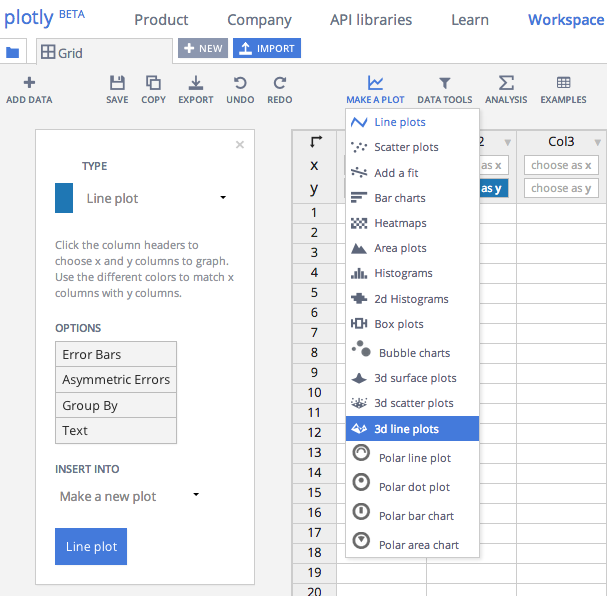 plotly BETA
Product
Company
API libraries
Learn
Workspace
Grid
NEW
IMPORT
ADD DATA
SAVE
COPY
EXPORT
UNDO
REDO
MAKE A PLOT
DATA TOOLS
ANALYSIS
EXAMPLES
×
TYPE
Line plot
Click the column headers to
choose x and y columns to graph.
Use the different colors to match x
columns with y columns.
OPTIONS
Error Bars
Asymmetric Errors
Group By
Text
INSERT INTO
Make a new plot
Line plot
Line plots
Scatter plots
Add a fit
Bar charts
Heatmaps
Area plots
Histograms
2d Histograms
Box plots
Bubble charts
3d surface plots
3d scatter plots
3d line plots
Polar line plot
Polar dot plot
Polar bar chart
Polar area chart
2
Col3
x
as x
choose as x
y
as y
choose as y
1
2
3
4
5
6
7
8
9
10
11
12
13
14
15
16
17
18
19
20